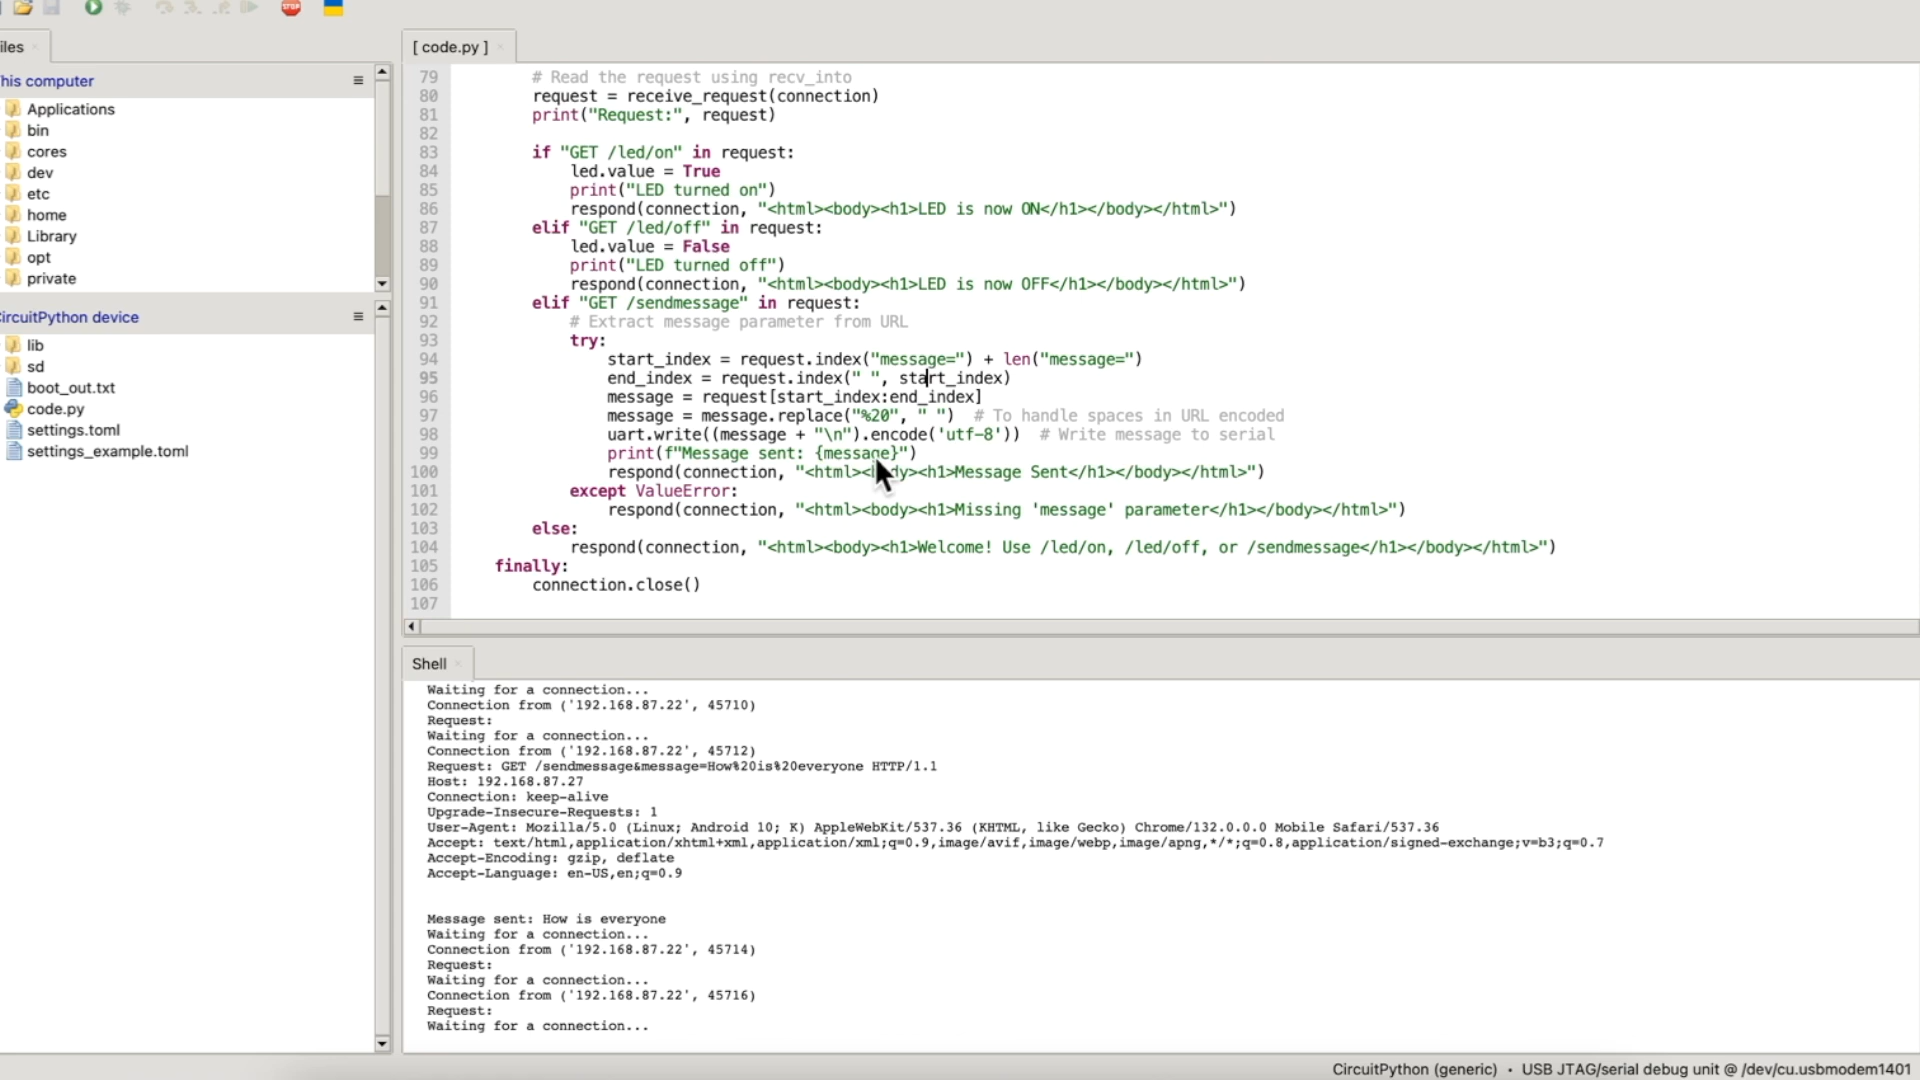 STOP
iles
This computer
Applications
bin
cores
dev
etc
home
Library
opt
private
CircuitPython device
lib
sd
boot_out.txt
code.py
settings.toml
settings_example.toml
[ code.py ]
79 # Read the request using recv_into
80 request = receive_request(connection)
81 print("Request:", request)
82
83 if "GET /led/on" in request:
84 led.value = True
85 print("LED turned on")
86 respond(connection, "<html><body><h1>LED is now ON</h1></body></html>")
87 elif "GET /led/off" in request:
88 led.value = False
89 print("LED turned off")
90 respond(connection, "<html><body><h1>LED is now OFF</h1></body></html>")
91 elif "GET /sendmessage" in request:
92 # Extract message parameter from URL
93 try:
94 start_index = request.index("message=") + len("message=")
95 end_index = request.index(" ", start_index)
96 message = request[start_index:end_index]
97 message = message.replace("%20", " ") # To handle spaces in URL encoded
98 uart.write((message + "\n").encode('utf-8')) # Write message to serial
99 print(f"Message sent: {message}")
100 respond(connection, "<html><body><h1>Message Sent</h1></body></html>")
101 except ValueError:
102 respond(connection, "<html><body><h1>Missing 'message' parameter</h1></body></html>")
103 else:
104 respond(connection, "<html><body><h1>Welcome! Use /led/on, /led/off, or /sendmessage</h1></body></html>")
105 finally:
106 connection.close()
107
Shell
Waiting for a connection...
Connection from ('192.168.87.22', 45710)
Request:
Waiting for a connection...
Connection from ('192.168.87.22', 45712)
Request: GET /sendmessage&message=How%20is%20everyone HTTP/1.1
Host: 192.168.87.27
Connection: keep-alive
Upgrade-Insecure-Requests: 1
User-Agent: Mozilla/5.0 (Linux; Android 10; K) AppleWebKit/537.36 (KHTML, like Gecko) Chrome/132.0.0.0 Mobile Safari/537.36
Accept: text/html,application/xhtml+xml,application/xml;q=0.9,image/avif,image/webp,image/apng,*/*;q=0.8,application/signed-exchange;v=b3;q=0.7
Accept-Encoding: gzip, deflate
Accept-Language: en-US,en;q=0.9
Message sent: How is everyone
Waiting for a connection...
Connection from ('192.168.87.22', 45714)
Request:
Waiting for a connection...
Connection from ('192.168.87.22', 45716)
Request:
Waiting for a connection...
CircuitPython (generic) • USB JTAG/serial debug unit @ /dev/cu.usbmodem1401